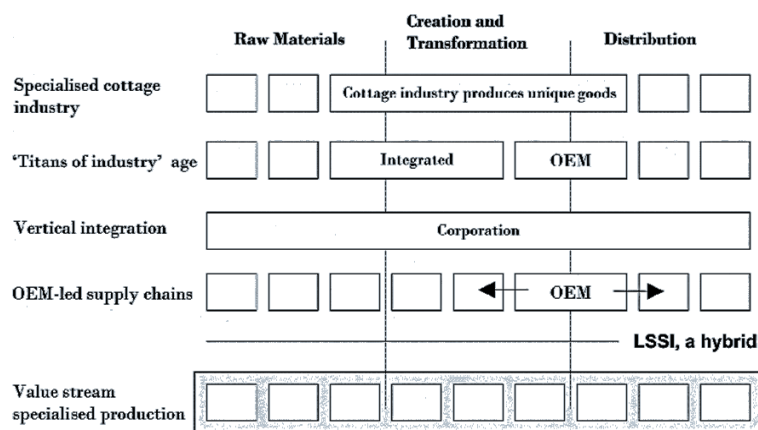 Raw Materials
Creation and
Transformation
Distribution
Specialised cottage
industry
Cottage industry produces unique goods
‘Titans of industry’ age
Integrated
OEM
Vertical integration
Corporation
OEM-led supply chains
OEM
LSSI, a hybrid
Value stream
specialised production